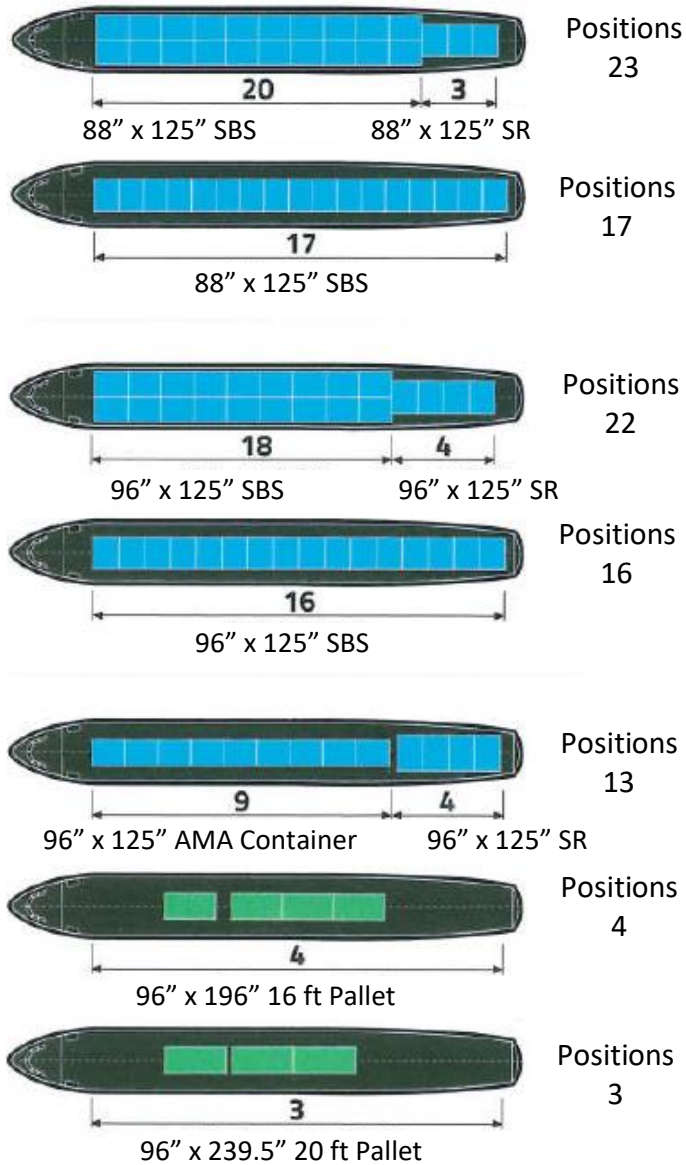 Positions
23
20
3
88” x 125” SBS
88” x 125” SR
Positions
17
17
88” x 125” SBS
Positions
22
18
4
96” x 125” SBS
96” x 125” SR
Positions
16
16
96” x 125” SBS
Positions
13
9
4
96” x 125” AMA Container
96” x 125” SR
Positions
4
4
96” x 196” 16 ft Pallet
Positions
3
3
96” x 239.5” 20 ft Pallet